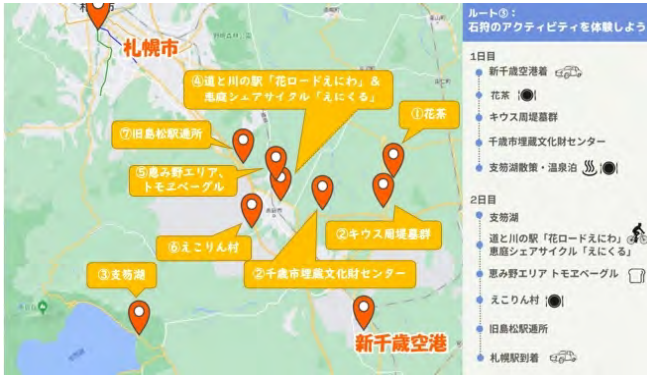 札幌市
④道と川の駅「花ロードえにわ」&
恵庭シェアサイクル「えにくる」
①花茶
⑦旧島松駅逓所
⑤恵み野エリア、
トモヱベーグル
②キウス周堤墓群
⑥えこりん村
②千歳市埋蔵文化財センター
③支笏湖
新千歳空港
ルート③:
石狩のアクティビティを体験しよう
1日目
新千歳空港着
花茶
キウス周堤墓群
千歳市埋蔵文化財センター
支笏湖散策・温泉泊
2日目
支笏湖
道と川の駅「花ロードえにわ」
恵庭シェアサイクル「えにくる」
恵み野エリア トモヱベーグル
えこりん村
旧島松駅逓所
札幌駅到着